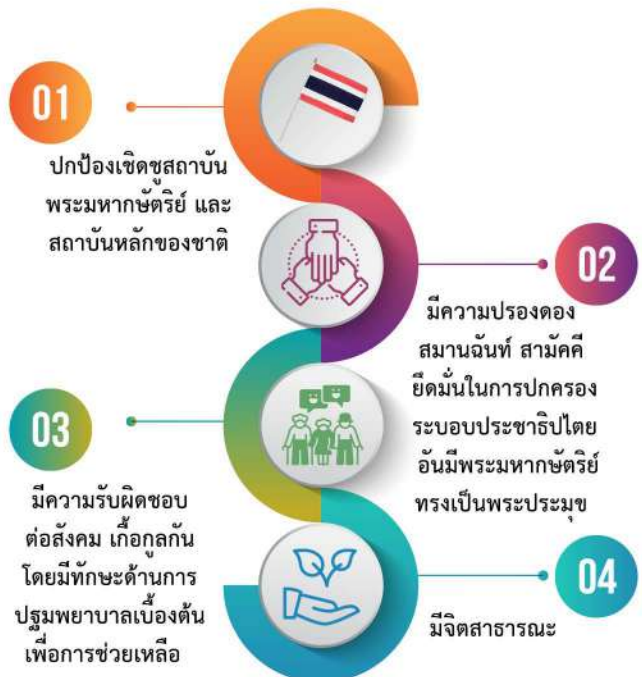 01
ปกป้องเชิดชูสถาบัน
พระมหากษัตริย์ และ
สถาบันหลักของชาติ
02
มีความปรองดอง
สมานฉันท์ สามัคคี
ยึดมั่นในการปกครอง
ระบอบประชาธิปไตย
อันมีพระมหากษัตริย์
ทรงเป็นพระประมุข
03
มีความรับผิดชอบ
ต่อสังคม เกื้อกูลกัน
โดยมีทักษะด้านการ
ปฐมพยาบาลเบื้องต้น
เพื่อการช่วยเหลือ
04
มีจิตสาธารณะ